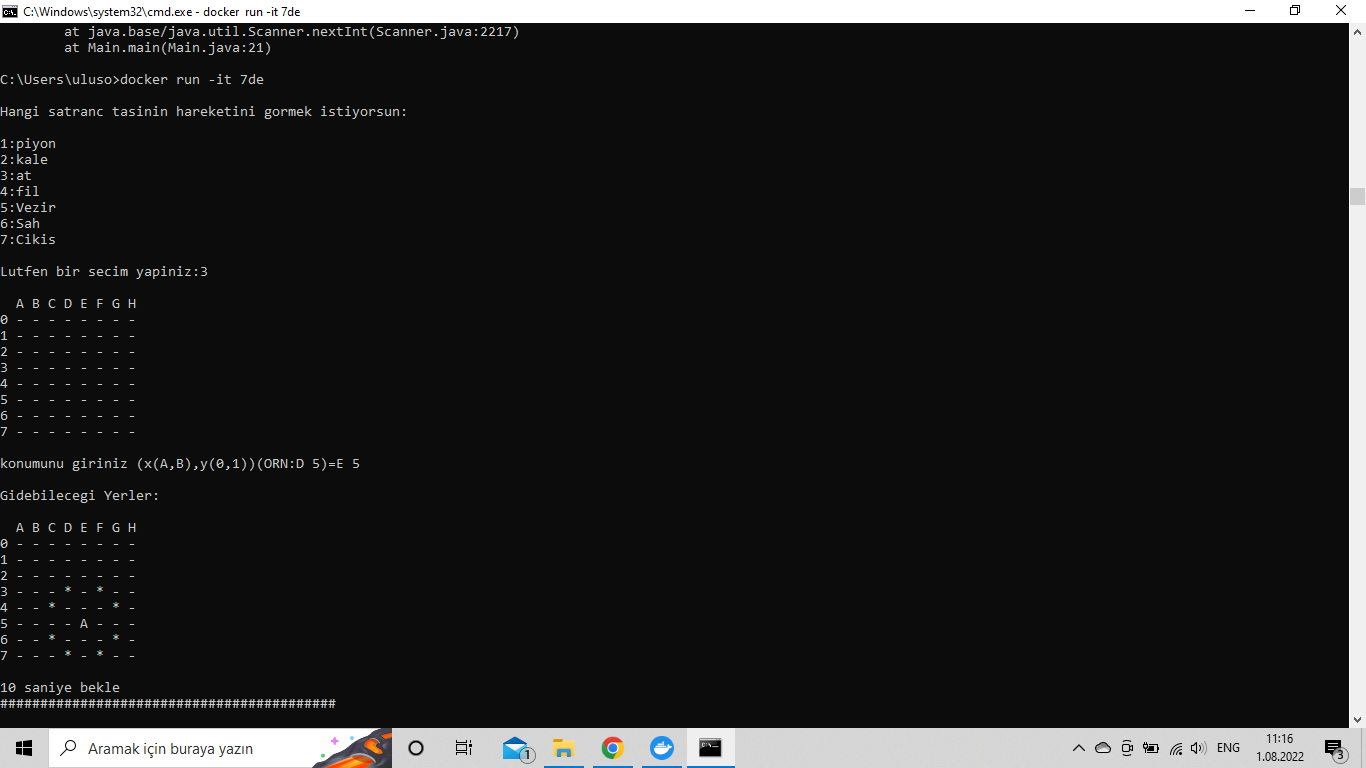 C:\Windows\system32\cmd.exe - docker run -it 7de
at java.base/java.util.Scanner.nextInt(Scanner.java:2217)
at Main.main(Main.java:21)
C:\Users\uluso>docker run -it 7de
Hangi satranc tasinin hareketini gormek istiyorsun:
1:piyon
2:kale
3:at
4:fil
5:Vezir
6:Sah
7:Cikis
Lutfen bir secim yapiniz:3
A B C D E F G H
0 - - - - - - - -
1 - - - - - - - -
2 - - - - - - - -
3 - - - - - - - -
4 - - - - - - - -
5 - - - - - - - -
6 - - - - - - - -
7 - - - - - - - -
konumunu giriniz (x(A,B),y(0,1))(ORN:D 5)=E 5
Gidebilecegi Yerler:
A B C D E F G H
0 - - - - - - - -
1 - - - - - - - -
2 - - - - - - - -
3 - - - * - * - -
4 - - * - - - * -
5 - - - - A - - -
6 - - * - - - * -
7 - - - * - * - -
10 saniye bekle
##########################################
Aramak için buraya yazın
1
ENG
11:16
1.08.2022
3